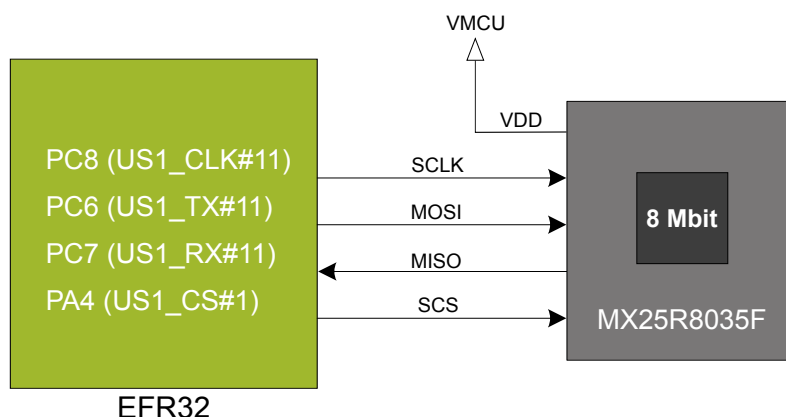 VMCU
VDD
PC8 (US1_CLK#11)
PC6 (US1_TX#11)
PC7 (US1_RX#11)
PA4 (US1_CS#1)
SCLK
MOSI
MISO
SCS
8 Mbit
MX25R8035F
EFR32